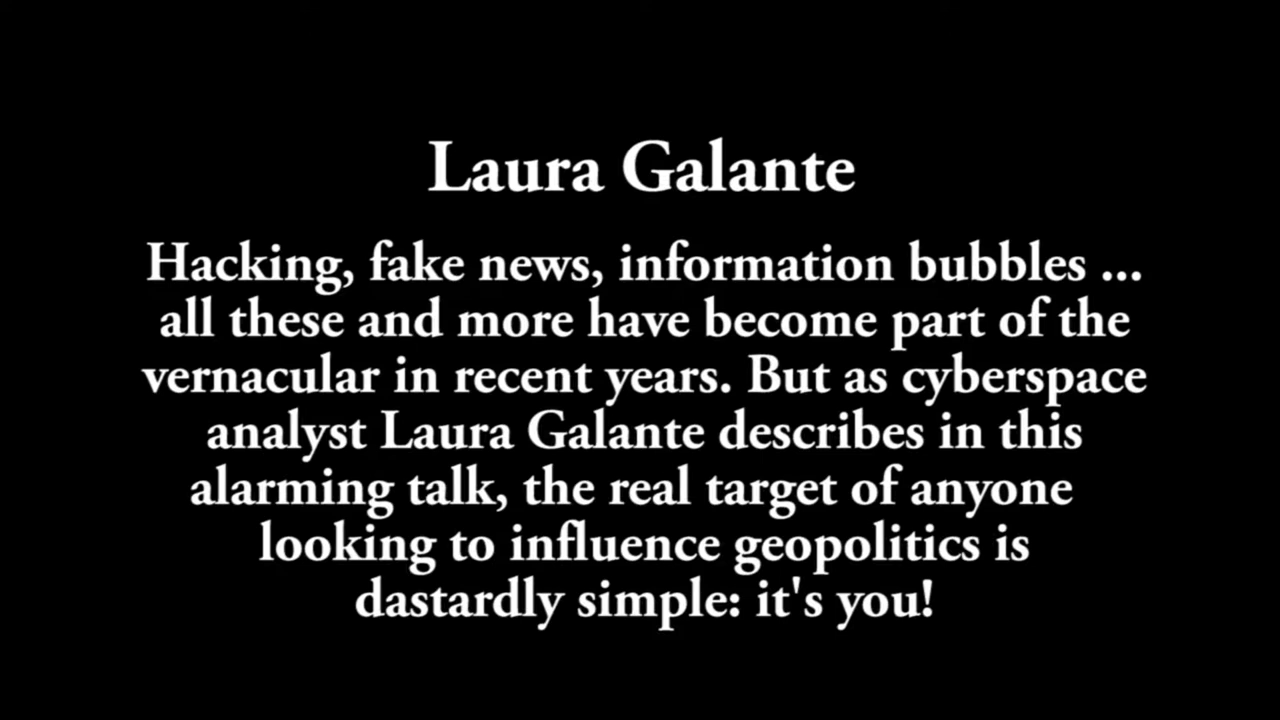 Laura Galante
Hacking, fake news, information bubbles ...
all these and more have become part of the
vernacular in recent years. But as cyberspace
analyst Laura Galante describes in this
alarming talk, the real target of anyone
looking to influence geopolitics is
dastardly simple: it's you!